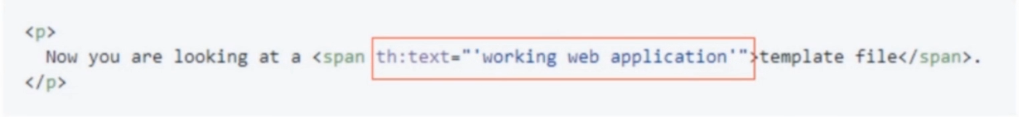 <p>
Now you are looking at a <span th:text="'working web application'">template file</span>.
</p>